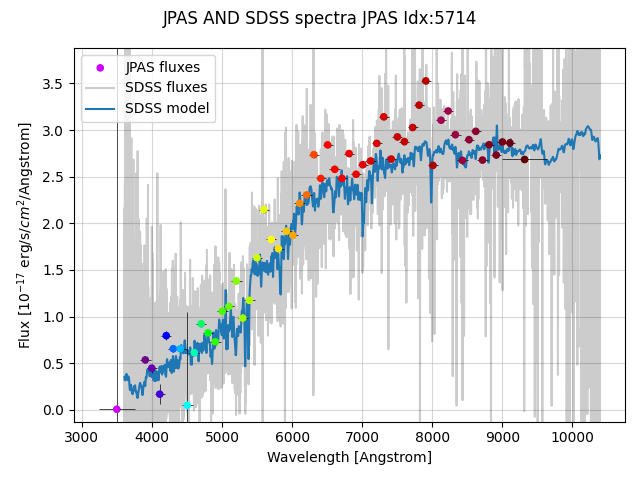 JPAS AND SDSS spectra JPAS Idx:5714
JPAS fluxes
SDSS fluxes
SDSS model
Flux [10^{-17} erg/s/cm^2/Angstrom]
3.5
3.0
2.5
2.0
1.5
1.0
0.5
0.0
3000 4000 5000 6000 7000 8000 9000 10000
Wavelength [Angstrom]